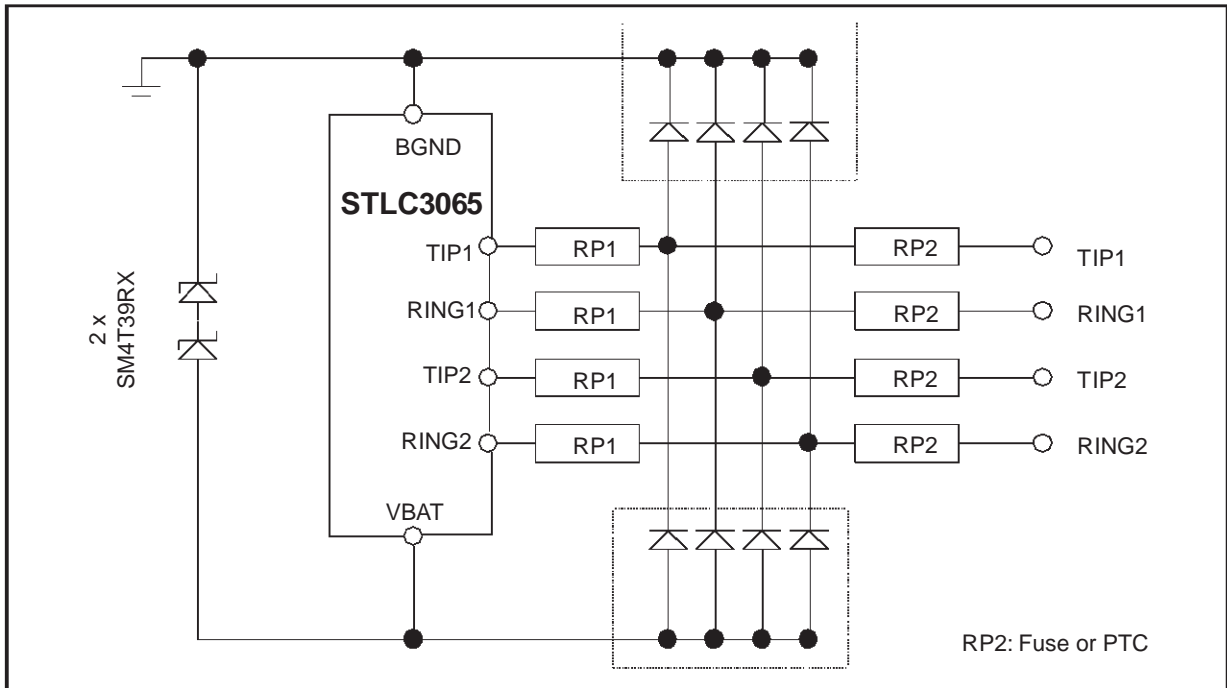 BGND
STLC3065
TIP1
RP1
RP2
TIP1
RING1
RP1
RP2
RING1
TIP2
RP1
RP2
TIP2
RING2
RP1
RP2
RING2
VBAT
2 x
SM4T39RX
RP2: Fuse or PTC